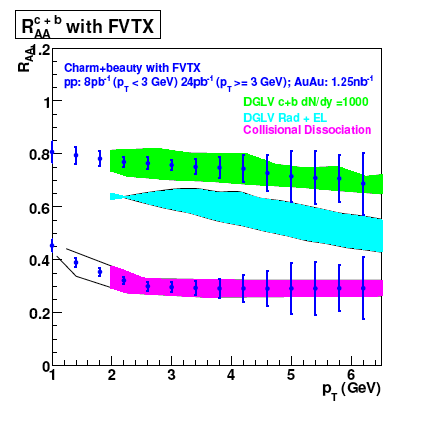 R_AA^c + b with FVTX
R_AA
1.2
1
0.8
0.6
0.4
0.2
0
Charm+beauty with FVTX
pp: 8pb⁻¹ (p_T < 3 GeV) 24pb⁻¹ (p_T >= 3 GeV); AuAu: 1.25nb⁻¹
DGLV c+b dN/dy =1000
DGLV Rad + EL
Collisional Dissociation
1 2 3 4 5 6
p_T (GeV)